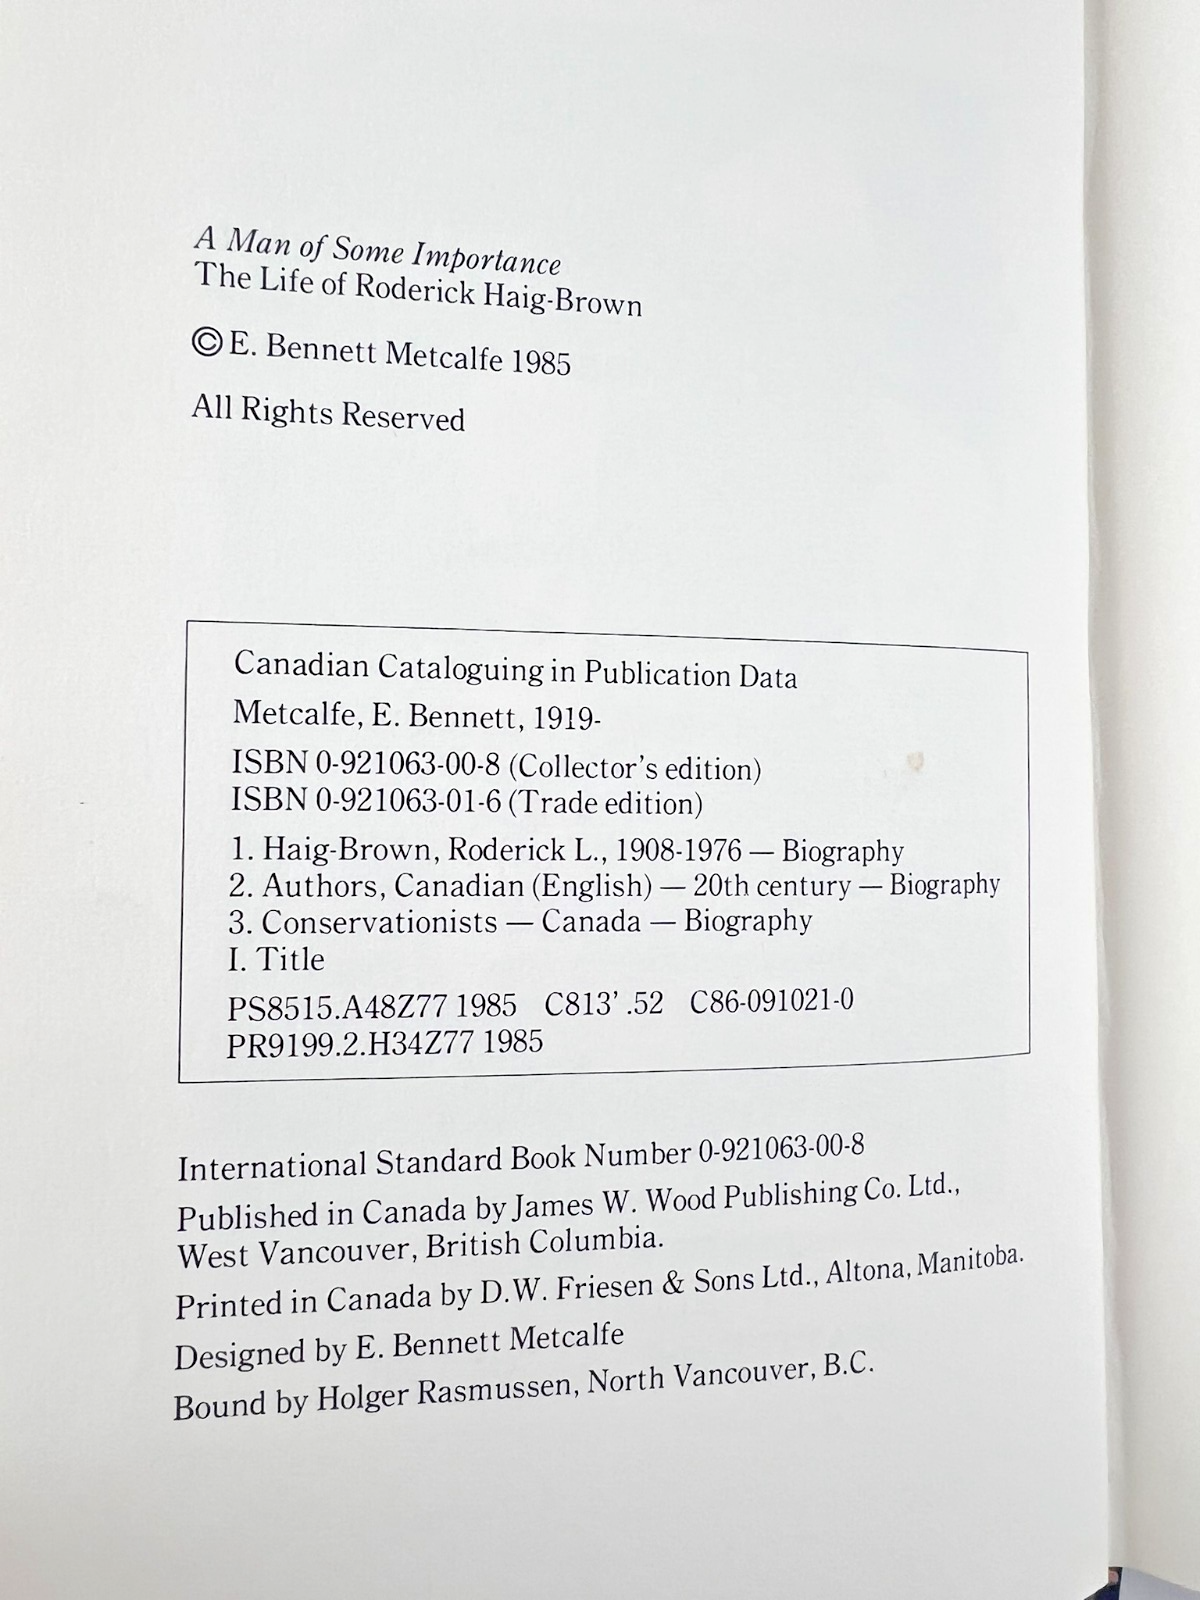 A Man of Some Importance
The Life of Roderick Haig-Brown
© E. Bennett Metcalfe 1985
All Rights Reserved
Canadian Cataloguing in Publication Data
Metcalfe, E. Bennett, 1919-
ISBN 0-921063-00-8 (Collector's edition)
ISBN 0-921063-01-6 (Trade edition)
1. Haig-Brown, Roderick L., 1908-1976 — Biography
2. Authors, Canadian (English) — 20th century — Biography
3. Conservationists — Canada — Biography
I. Title
PS8515.A48Z77 1985 C813' .52 C86-091021-0
PR9199.2.H34Z77 1985
International Standard Book Number 0-921063-00-8
Published in Canada by James W. Wood Publishing Co. Ltd.,
West Vancouver, British Columbia.
Printed in Canada by D.W. Friesen & Sons Ltd., Altona, Manitoba.
Designed by E. Bennett Metcalfe
Bound by Holger Rasmussen, North Vancouver, B.C.